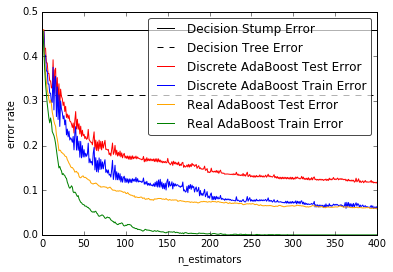 0.5
0.4
0.3
0.2
0.1
0.0
error rate
Decision Stump Error
Decision Tree Error
Discrete AdaBoost Test Error
Discrete AdaBoost Train Error
Real AdaBoost Test Error
Real AdaBoost Train Error
0 50 100 150 200 250 300 350 400
n_estimators